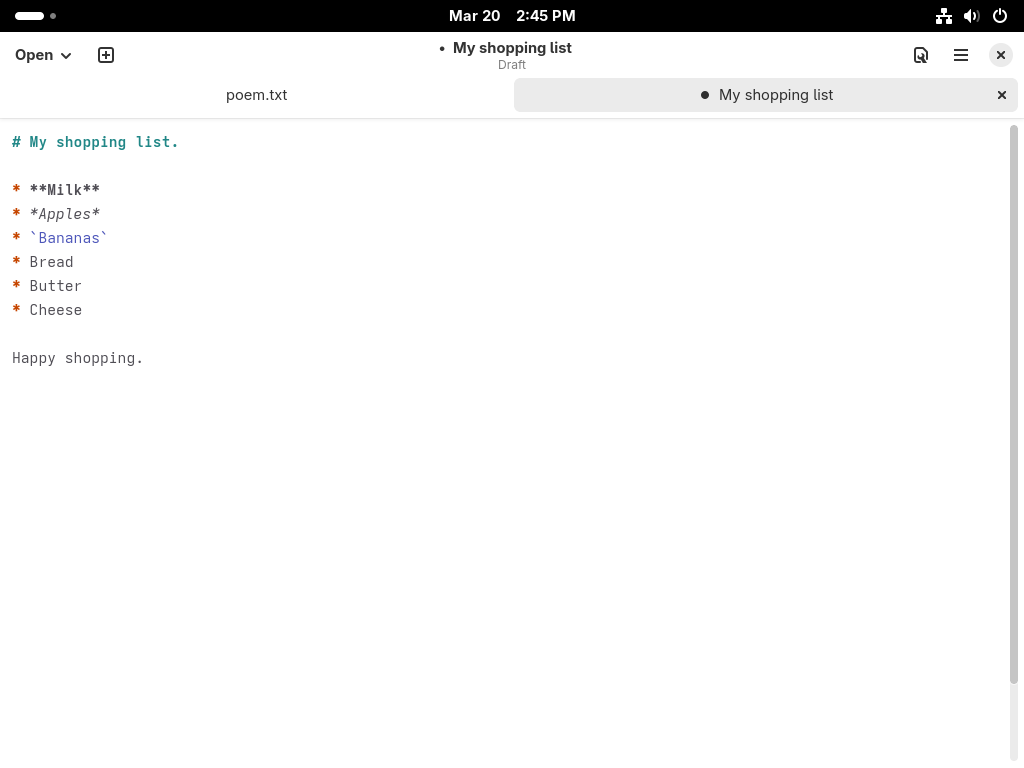 Mar 20 2:45 PM
Open
• My shopping list
Draft
poem.txt
● My shopping list
# My shopping list.
* **Milk**
* *Apples*
* `Bananas`
* Bread
* Butter
* Cheese
Happy shopping.